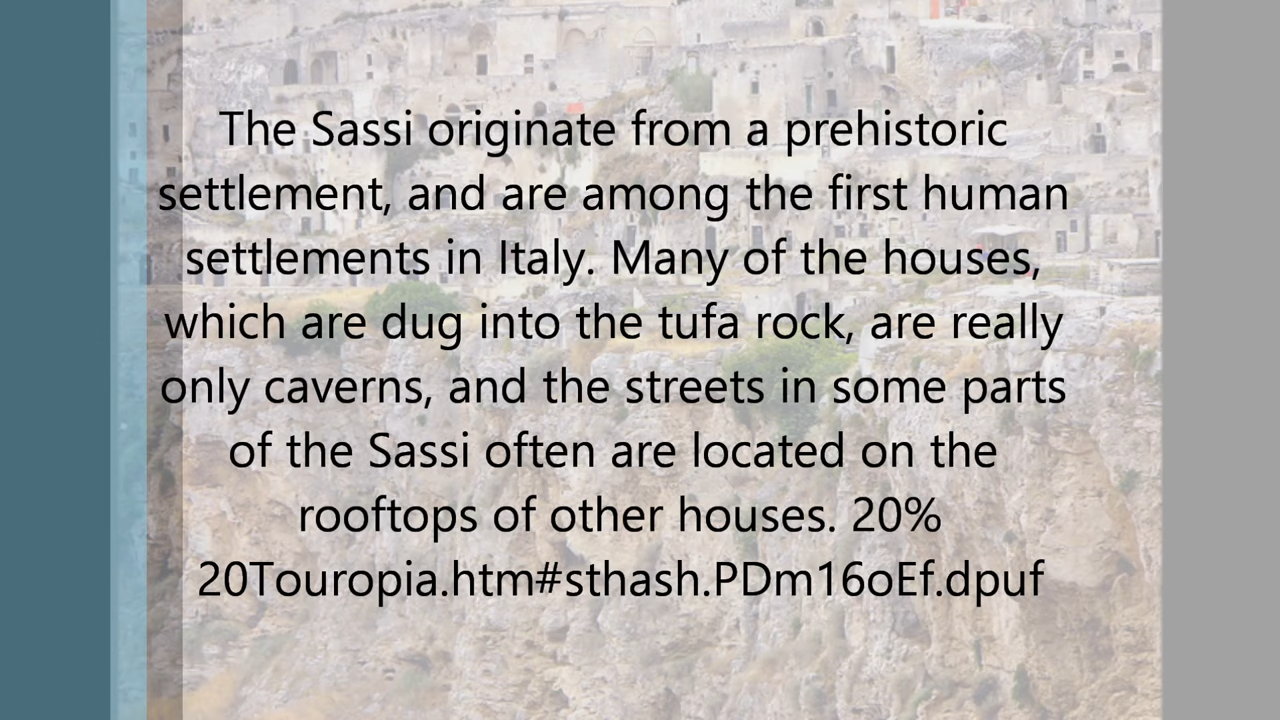 The Sassi originate from a prehistoric
settlement, and are among the first human
settlements in Italy. Many of the houses,
which are dug into the tufa rock, are really
only caverns, and the streets in some parts
of the Sassi often are located on the
rooftops of other houses. 20%
20Touropia.htm#sthash.PDm16oEf.dpuf